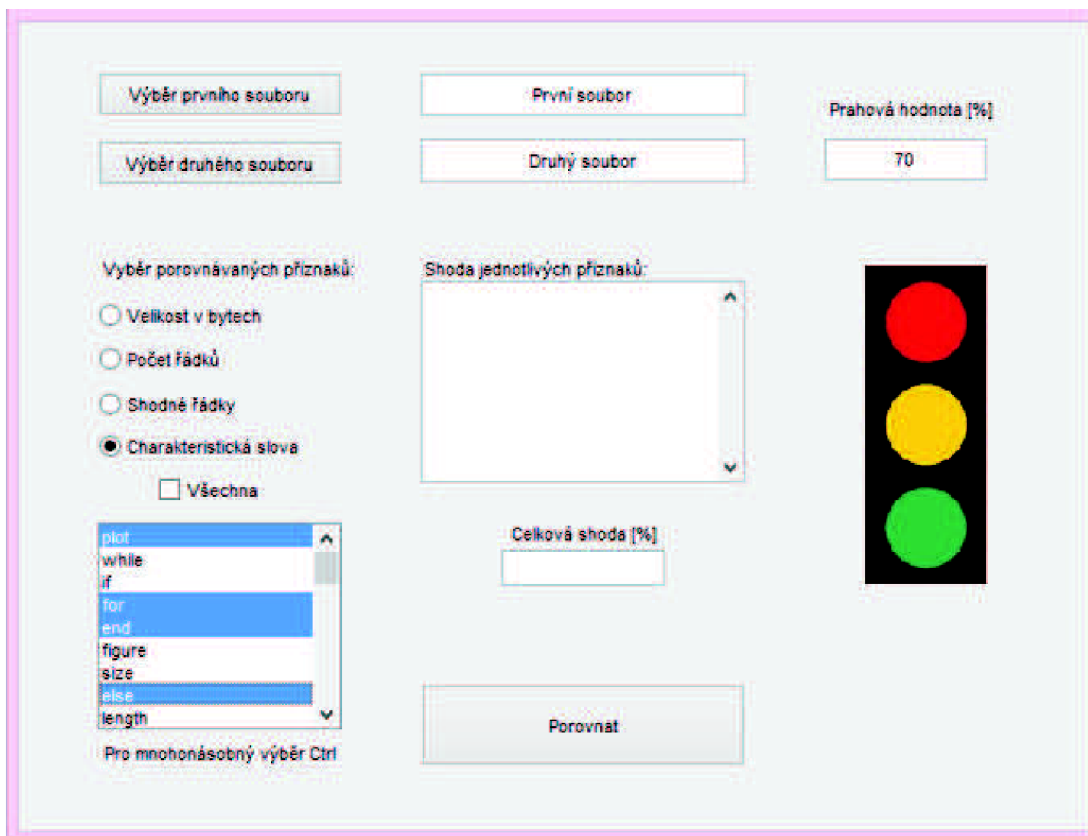 Výběr prvního souboru
První soubor
Prahová hodnota [%]
Výběr druhého souboru
Druhý soubor
70
Vyběr porovnávaných příznaků:
Shoda jednotlivých příznaků:
Velikost v bytech
Počet řádků
Shodné řádky
Charakteristická slova
Všechna
plot
while
if
for
end
figure
size
else
length
Celková shoda [%]
Porovnat
Pro mnohonásobný výběr Ctrl